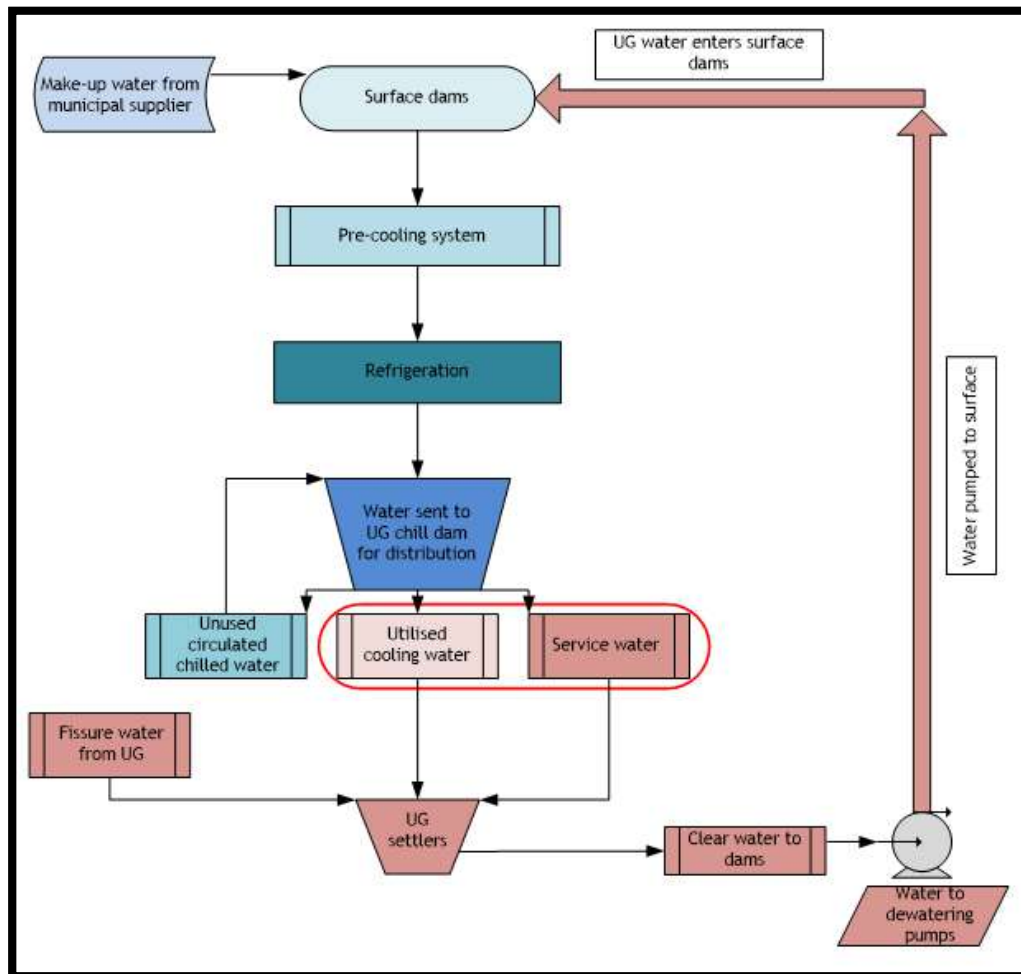 UG water enters surface
dams
Make-up water from
municipal supplier
Surface dams
Pre-cooling system
Refrigeration
Water pumped to surface
Water sent to
UG chill dam
for distribution
Unused
circulated
chilled water
Utilised
cooling water
Service water
Fissure water
from UG
UG
settlers
Clear water to
dams
Water to
dewatering
pumps